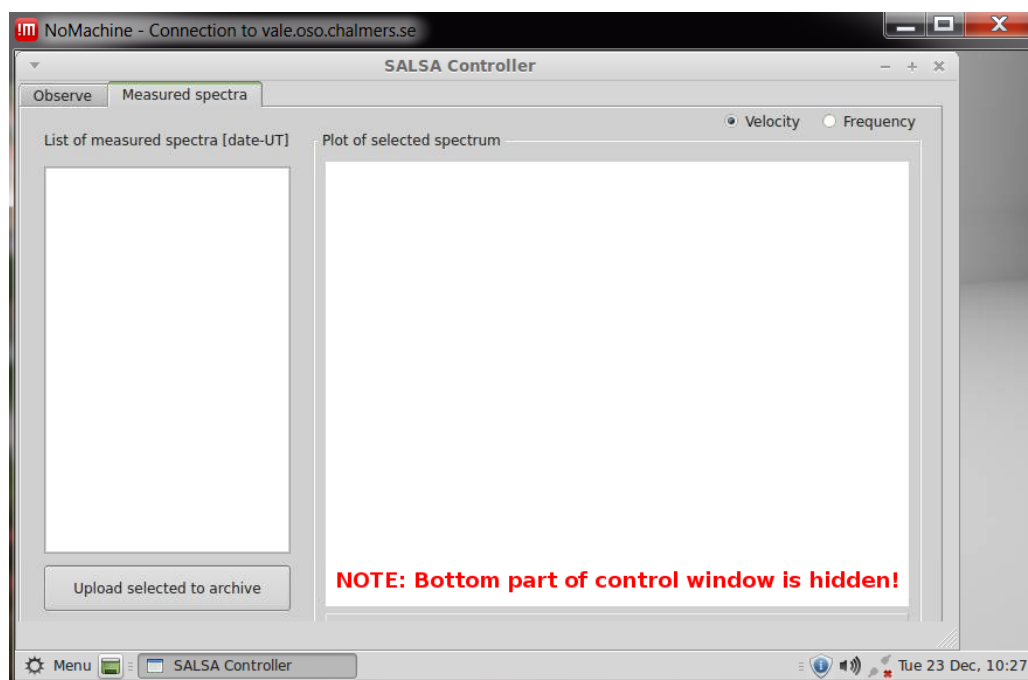 !M NoMachine - Connection to vale.oso.chalmers.se
SALSA Controller
Observe Measured spectra
Velocity Frequency
List of measured spectra [date-UT] Plot of selected spectrum
NOTE: Bottom part of control window is hidden!
Upload selected to archive
Menu SALSA Controller Tue 23 Dec, 10:27